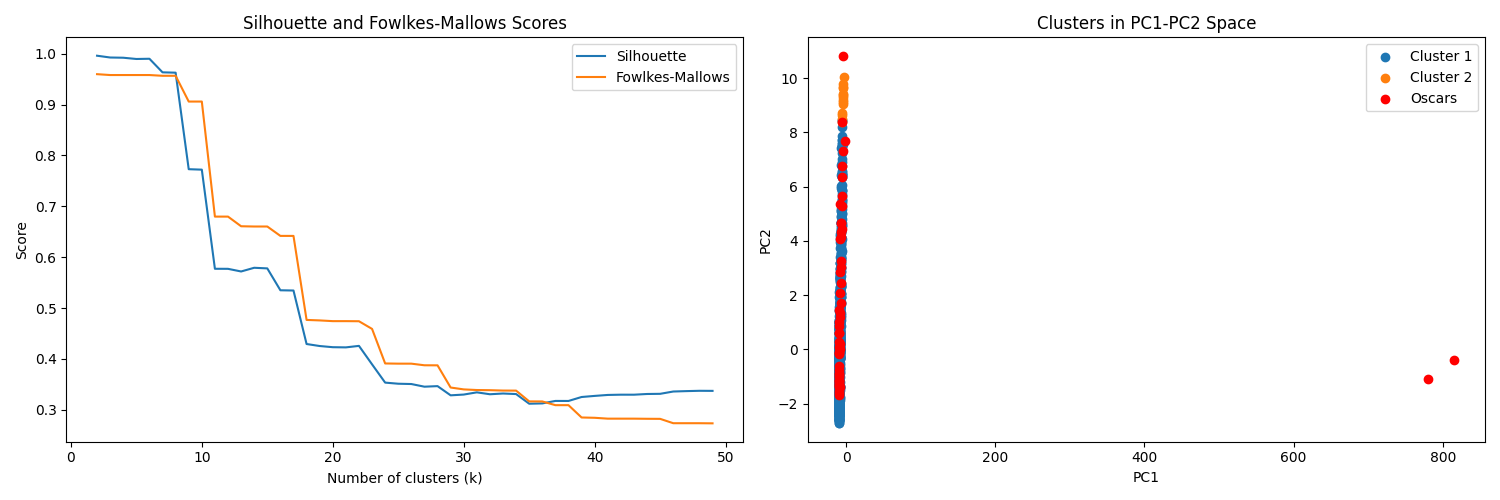 Silhouette and Fowlkes-Mallows Scores
1.0
0.9
0.8
0.7
0.6
0.5
0.4
0.3
Score
0
10
20
30
40
50
Number of clusters (k)
Silhouette
Fowlkes-Mallows
Clusters in PC1-PC2 Space
10
8
6
4
2
0
−2
PC2
0
200
400
600
800
PC1
Cluster 1
Cluster 2
Oscars